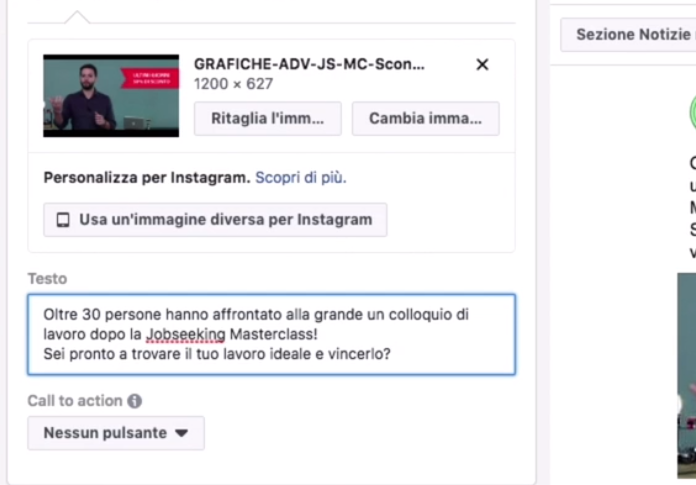 Sezione Notizie
GRAFICHE-ADV-JS-MC-Scon...
1200 × 627
Ritaglia l'imm...
Cambia imma...
Personalizza per Instagram. Scopri di più.
Usa un'immagine diversa per Instagram
Testo
Oltre 30 persone hanno affrontato alla grande un colloquio di
lavoro dopo la Jobseeking Masterclass!
Sei pronto a trovare il tuo lavoro ideale e vincerlo?
Call to action
Nessun pulsante